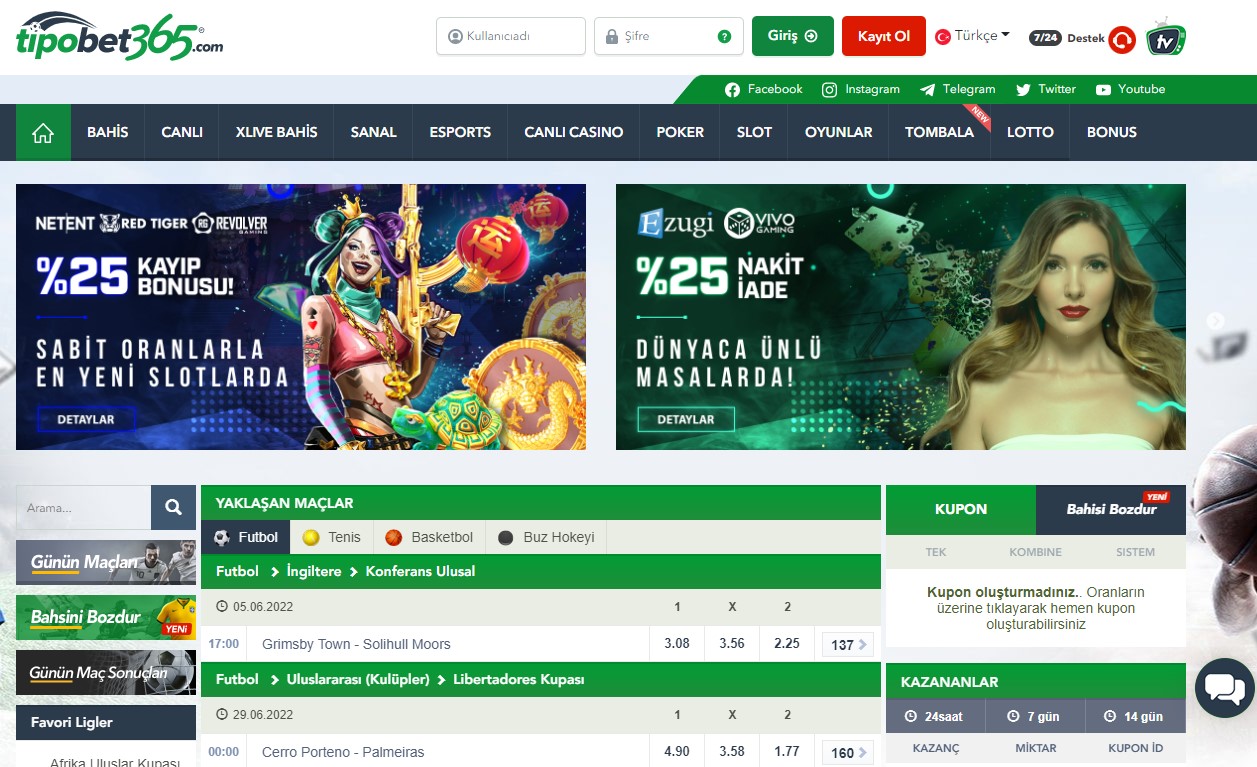 tipobet365.com
Kullanıcıadı
Şifre
Giriş
Kayıt Ol
Türkçe
7/24
Destek
tv
Facebook
Instagram
Telegram
Twitter
Youtube
BAHİS
CANLI
XLIVE BAHİS
SANAL
ESPORTS
CANLI CASINO
POKER
SLOT
OYUNLAR
TOMBALA
NEW
LOTTO
BONUS
NETENT RED TIGER RG REVOLVER GAMING
%25 KAYIP
BONUSU!
SABİT ORANLARLA
EN YENİ SLOTLARDA
DETAYLAR
运
运
Ezugi VIVO GAMING
%25 NAKİT
İADE
DÜNYACA ÜNLÜ
MASALARDA!
DETAYLAR
Arama...
Günün Maçları
Bahsini Bozdur
YENİ
Günün Maç Sonuçları
Favori Ligler
Afrika Uluslar Kupası
YAKLAŞAN MAÇLAR
Futbol
Tenis
Basketbol
Buz Hokeyi
Futbol > İngiltere > Konferans Ulusal
05.06.2022 1 X 2
17:00 Grimsby Town - Solihull Moors 3.08 3.56 2.25 137
Futbol > Uluslararası (Kulüpler) > Libertadores Kupası
29.06.2022 1 X 2
00:00 Cerro Porteno - Palmeiras 4.90 3.58 1.77 160
KUPON
Bahisi Bozdur
YENİ
TEK
KOMBINE
SISTEM
Kupon oluşturmadınız.. Oranların
üzerine tıklayarak hemen kupon
oluşturabilirsiniz
KAZANANLAR
24saat
7 gün
14 gün
KAZANÇ
MİKTAR
KUPON İD